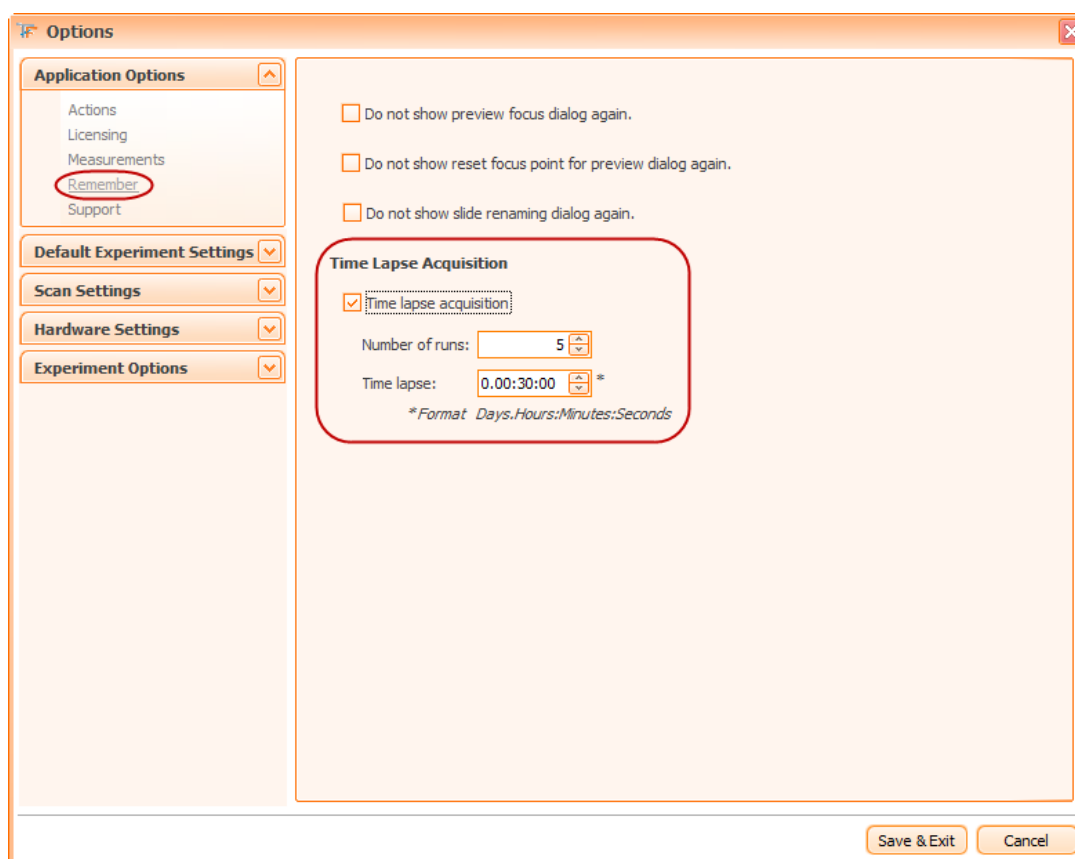 Options
Application Options
Actions
Licensing
Measurements
Remember
Support
Default Experiment Settings
Scan Settings
Hardware Settings
Experiment Options
Do not show preview focus dialog again.
Do not show reset focus point for preview dialog again.
Do not show slide renaming dialog again.
Time Lapse Acquisition
Time lapse acquisition
Number of runs: 5
Time lapse: 0.00:30:00 *
*Format Days.Hours:Minutes:Seconds
Save & Exit Cancel